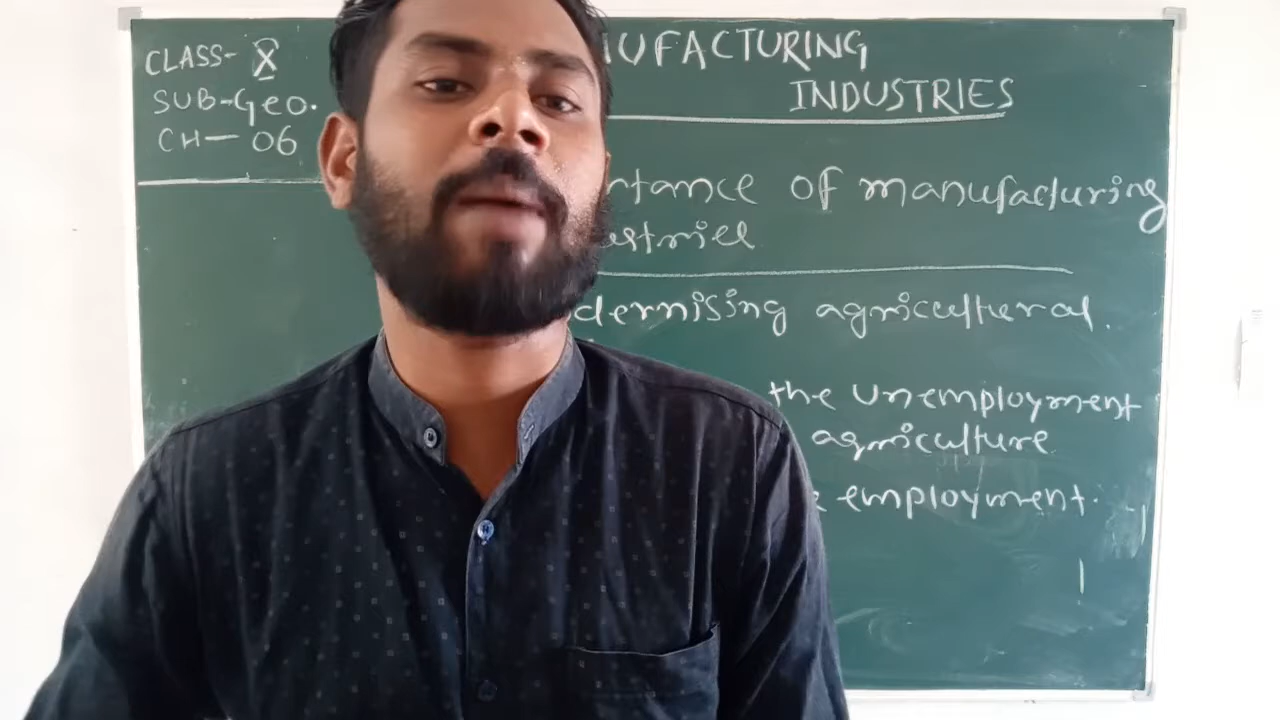 CLASS- X
SUB-Geo.
CH— 06
UFACTURING
INDUSTRIES
rtance of manufacturing
ustries
dernising agricultural.
the Unemployment
agriculture
employment.